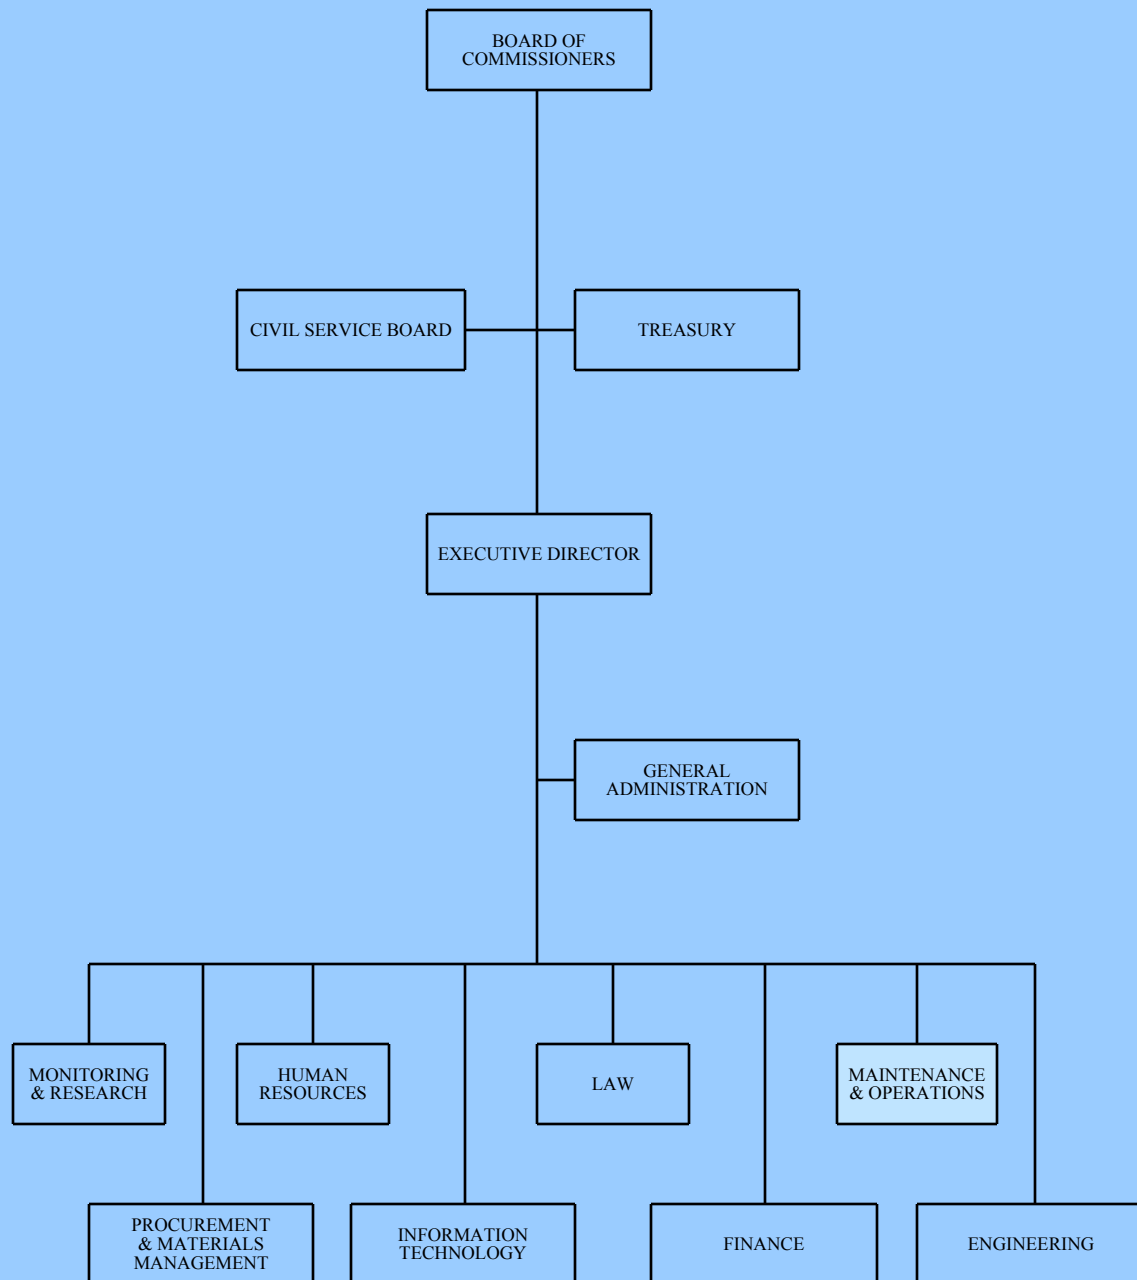 BOARD OF
COMMISSIONERS
CIVIL SERVICE BOARD
TREASURY
EXECUTIVE DIRECTOR
GENERAL
ADMINISTRATION
MONITORING
& RESEARCH
HUMAN
RESOURCES
LAW
MAINTENANCE
& OPERATIONS
PROCUREMENT
& MATERIALS
MANAGEMENT
INFORMATION
TECHNOLOGY
FINANCE
ENGINEERING